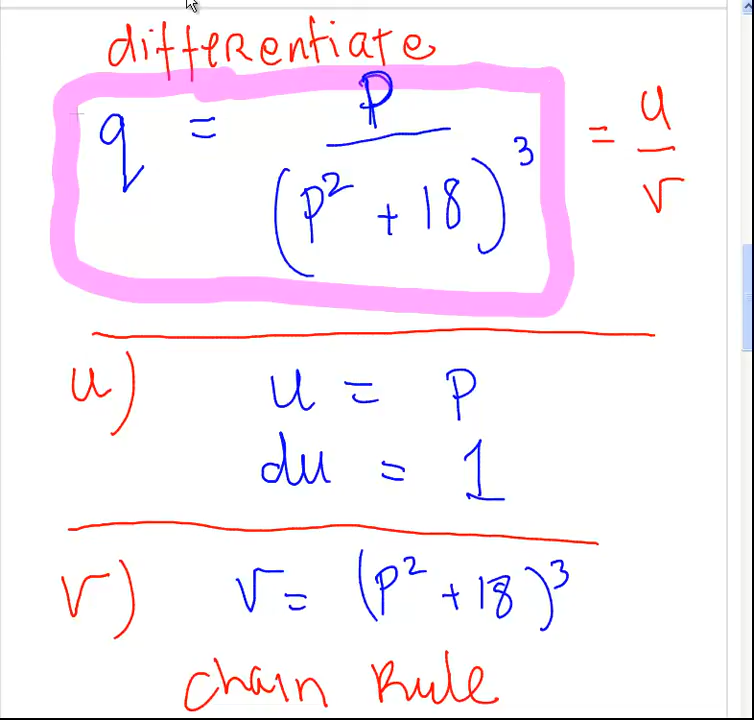 differentiate
q = p / (p² + 18)³ = u / v
u) u = p
du = 1
v) v = (p² + 18)³
Chain Rule